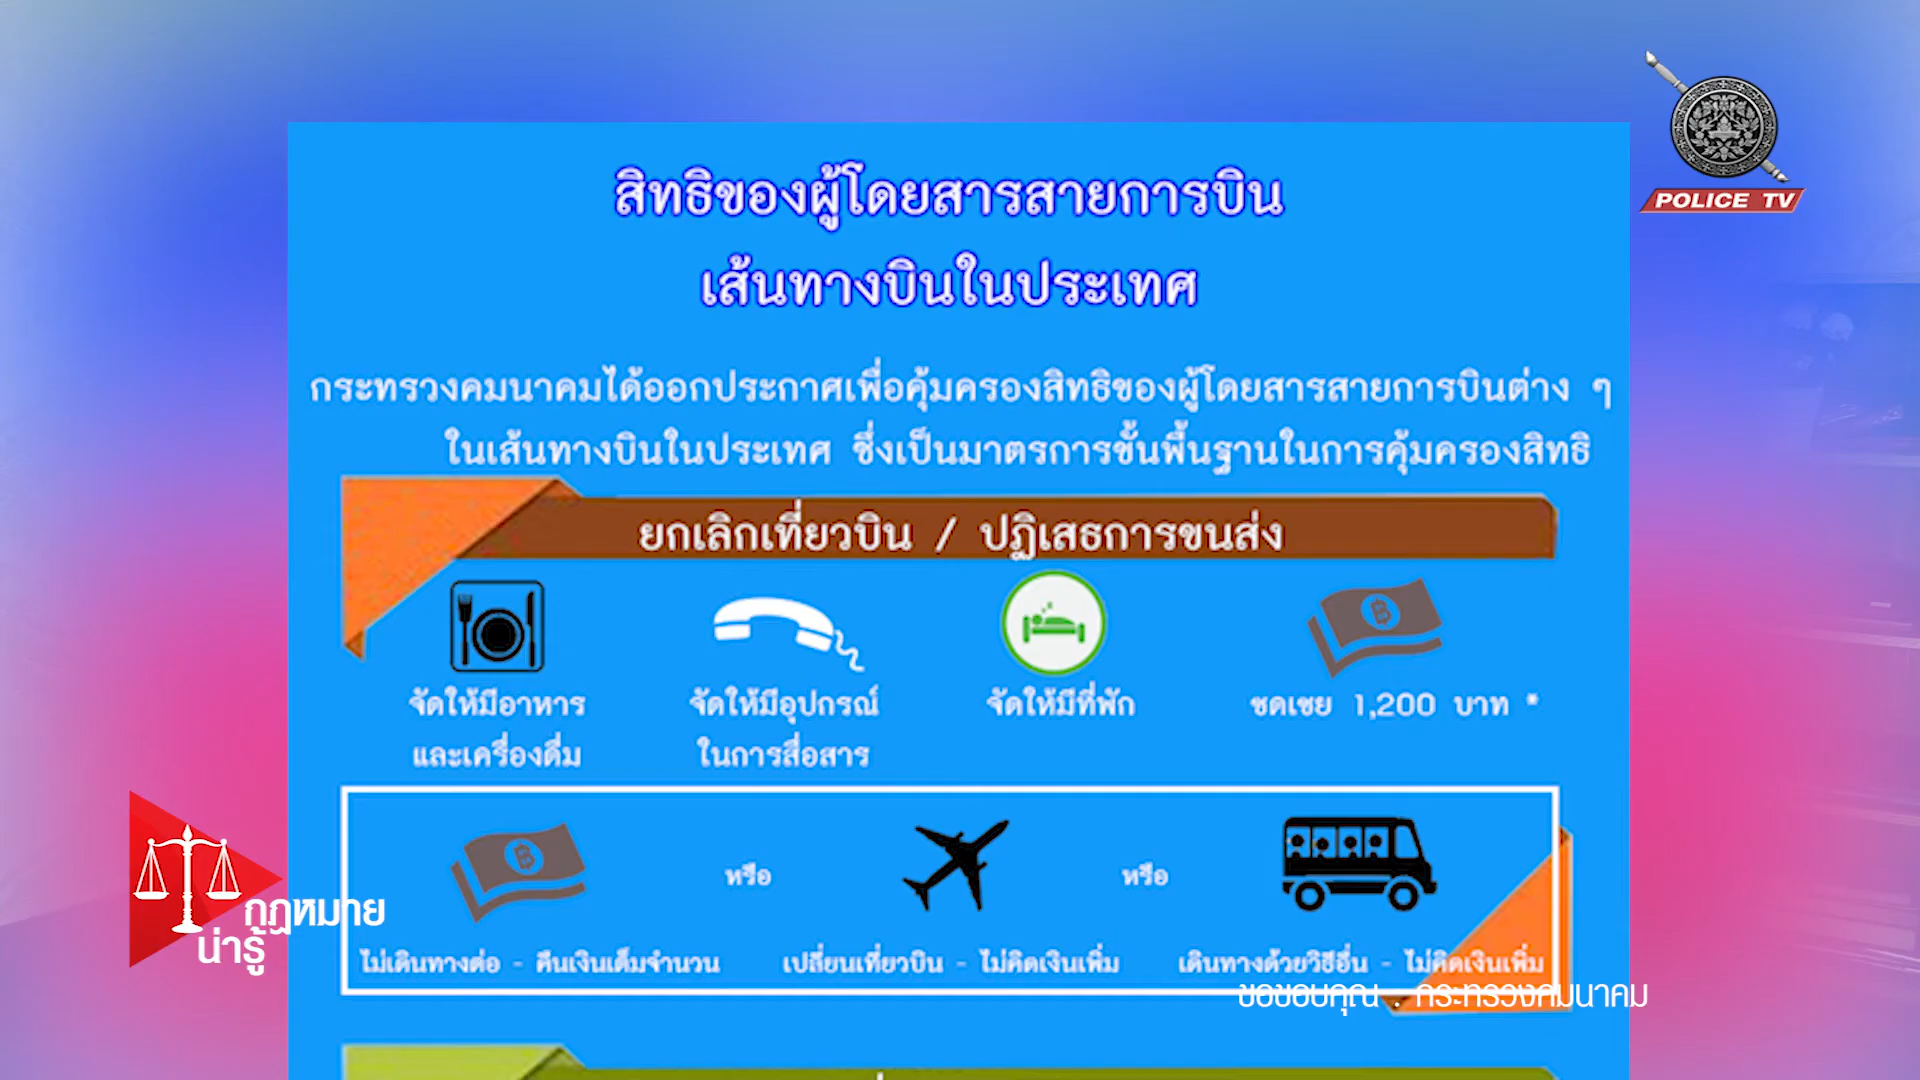 POLICE TV
สิทธิของผู้โดยสารสายการบิน
เส้นทางบินในประเทศ
กระทรวงคมนาคมได้ออกประกาศเพื่อคุ้มครองสิทธิของผู้โดยสารสายการบินต่าง ๆ
ในเส้นทางบินในประเทศ ซึ่งเป็นมาตรการขั้นพื้นฐานในการคุ้มครองสิทธิ
ยกเลิกเที่ยวบิน / ปฏิเสธการขนส่ง
จัดให้มีอาหาร
และเครื่องดื่ม
จัดให้มีอุปกรณ์
ในการสื่อสาร
จัดให้มีที่พัก
ชดเชย 1,200 บาท *
หรือ
หรือ
ไม่เดินทางต่อ - คืนเงินเต็มจำนวน
เปลี่ยนเที่ยวบิน - ไม่คิดเงินเพิ่ม
เดินทางด้วยวิธีอื่น - ไม่คิดเงินเพิ่ม
กฎหมาย
น่ารู้
ขอขอบคุณ : กระทรวงคมนาคม